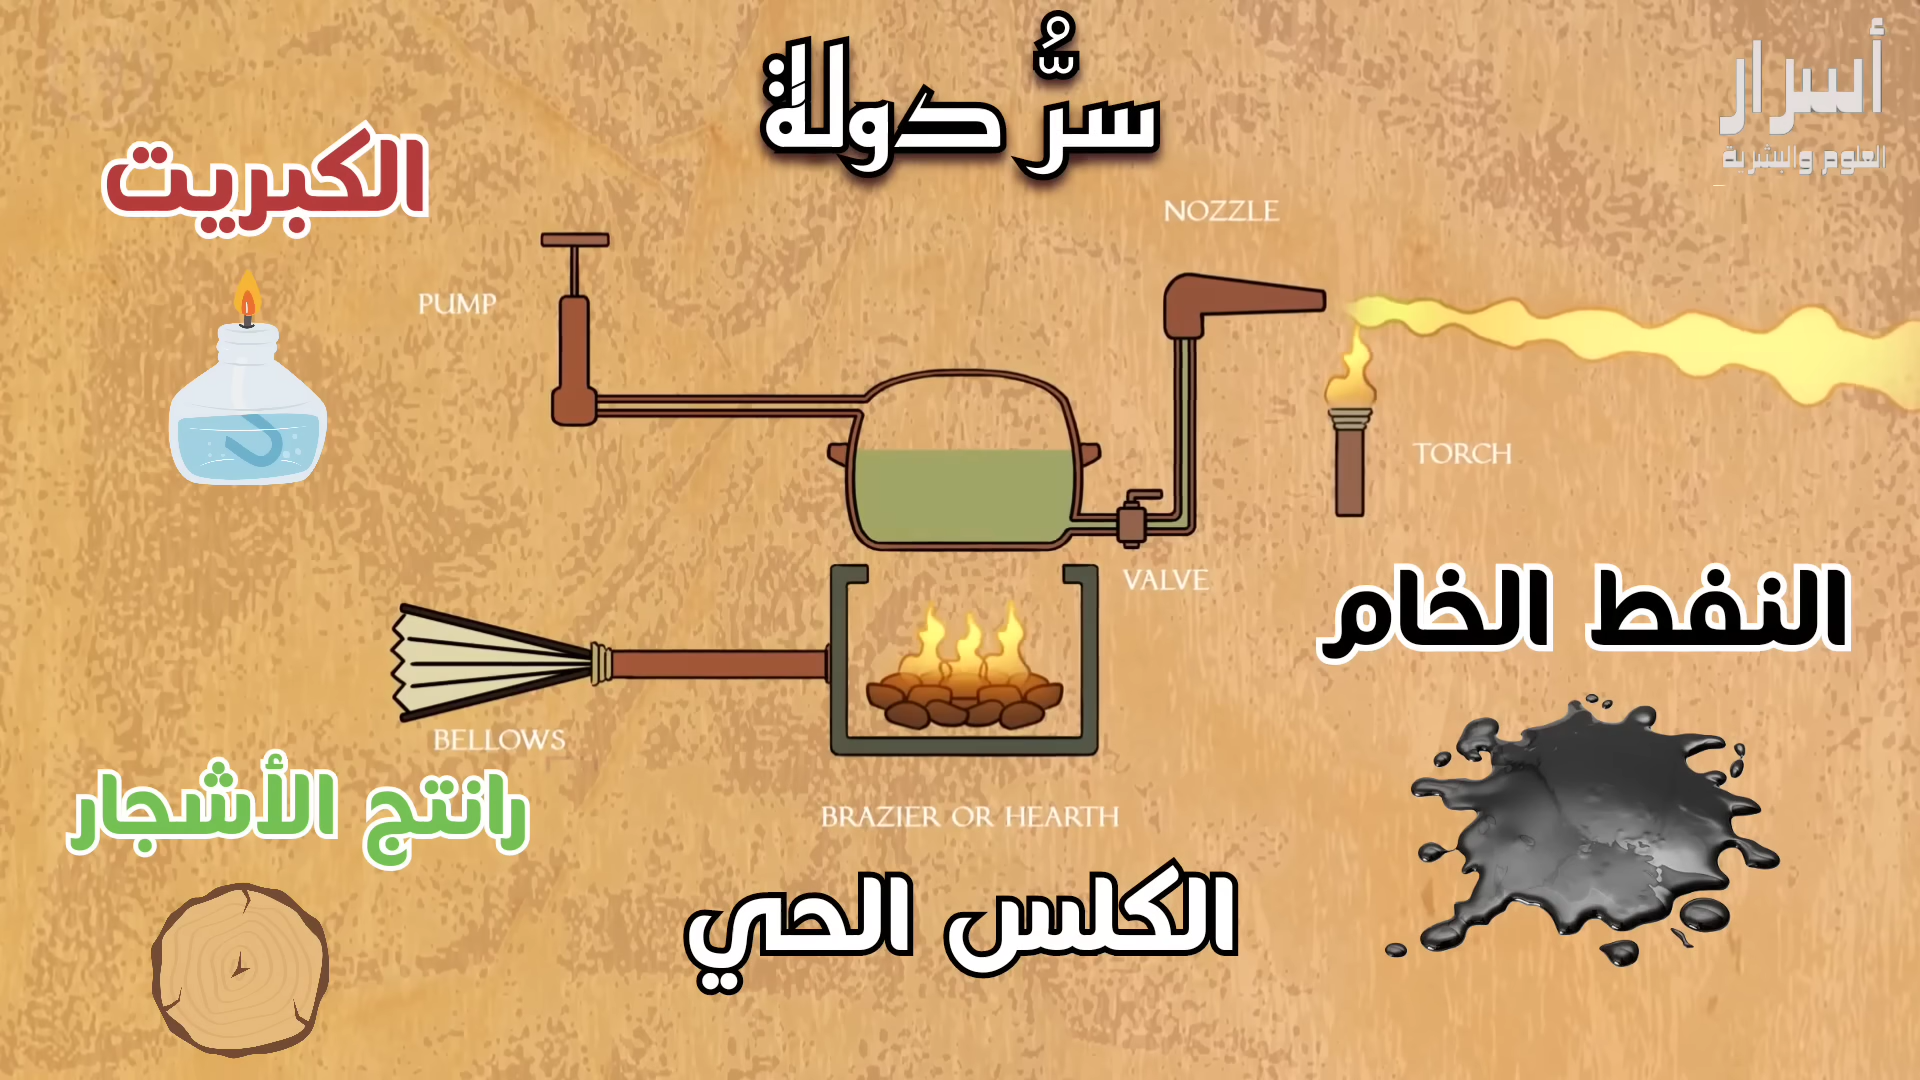 سرُّ دولة
أسرار
العلوم والبشرية
الكبريت
NOZZLE
PUMP
TORCH
VALVE
النفط الخام
BELLOWS
رانتج الأشجار
BRAZIER OR HEARTH
الكلس الحي